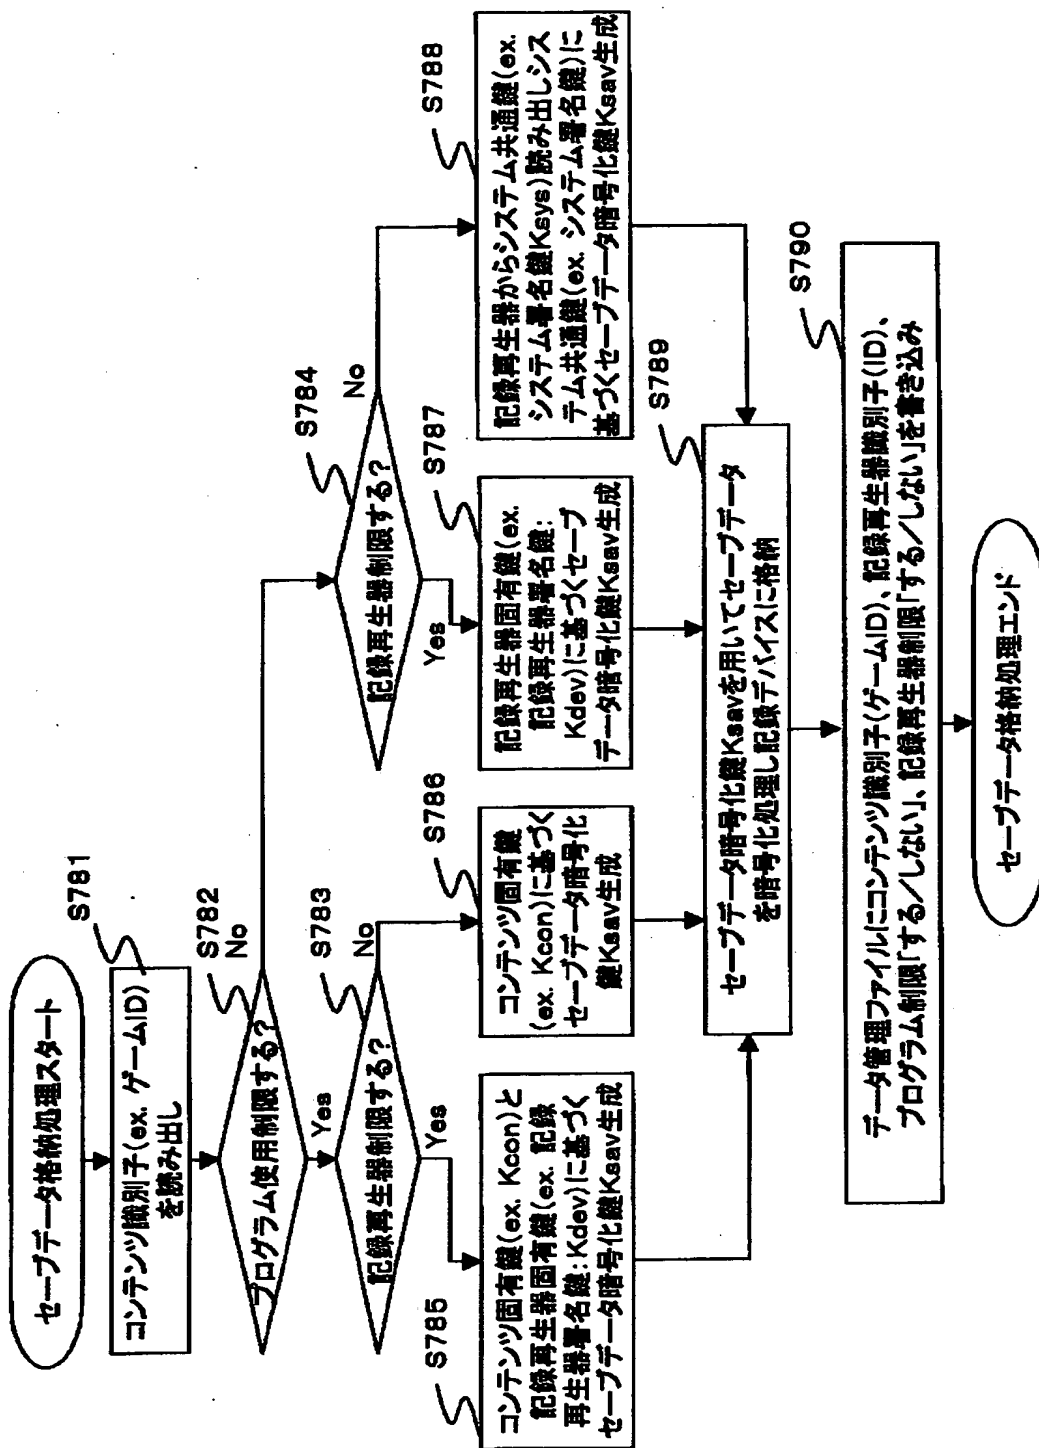 セーブデータ格納処理スタート
S781
コンテンツ識別子(ex. ゲームID)
を読み出し
S782
プログラム使用制限する?
No
Yes
S783
記録再生器制限する?
No
Yes
S784
記録再生器制限する?
No
Yes
S785
コンテンツ固有鍵(ex. Kcon)と
記録再生器固有鍵(ex. 記録
再生器署名鍵:Kdev)に基づく
セーブデータ暗号化鍵Ksav生成
S786
コンテンツ固有鍵
(ex. Kcon)に基づく
セーブデータ暗号化
鍵Ksav生成
S787
記録再生器固有鍵(ex.
記録再生器署名鍵:
Kdev)に基づくセーブ
データ暗号化鍵Ksav生成
S788
記録再生器からシステム共通鍵(ex.
システム署名鍵Ksys)読み出しシス
テム共通鍵(ex. システム署名鍵)に
基づくセーブデータ暗号化鍵Ksav生成
S789
セーブデータ暗号化鍵Ksavを用いてセーブデータ
を暗号化処理し記録デバイスに格納
S790
データ管理ファイルにコンテンツ識別子(ゲームID)、記録再生器識別子(ID)、
プログラム制限「する/しない」、記録再生器制限「する/しない」を書き込み
セーブデータ格納処理エンド